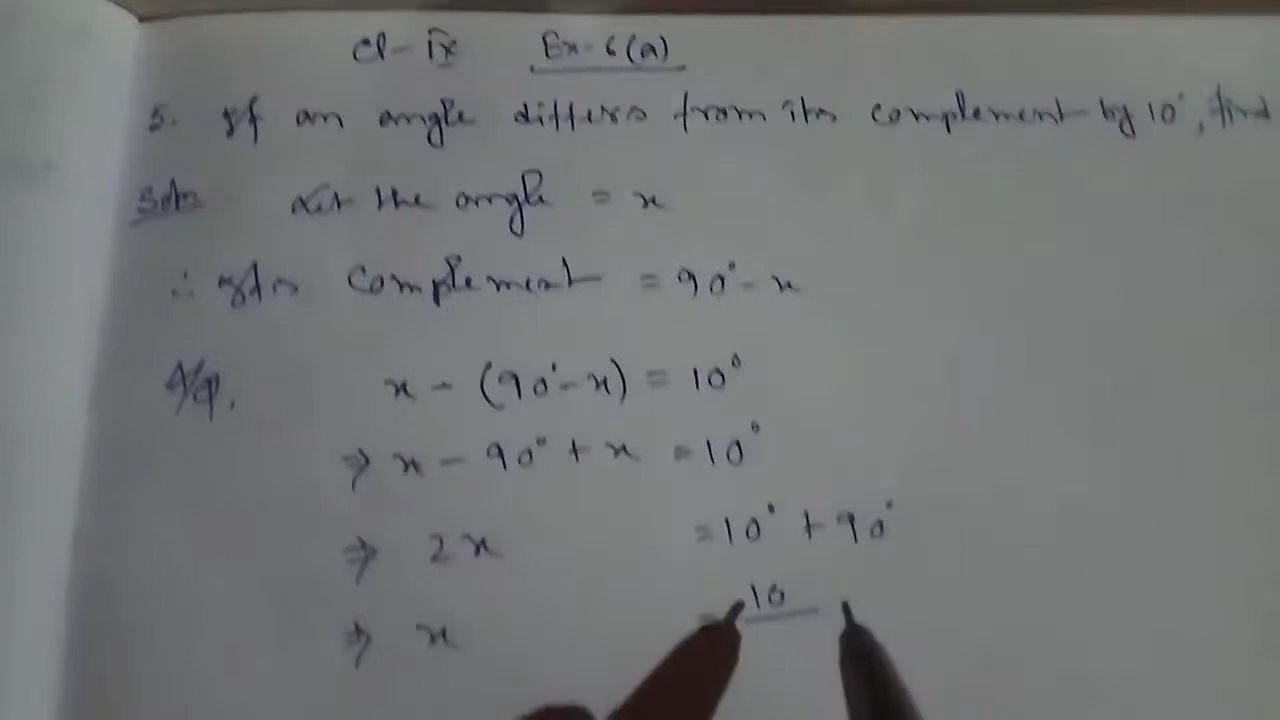 Cl-IX Ex-6(a)
5. If an angle differs from its complement by 10°, find
Soln Let the angle = x
∴ Its complement = 90° - x
A/q, x - (90° - x) = 10°
⇒ x - 90° + x = 10°
⇒ 2x = 10° + 90°
⇒ x = 10